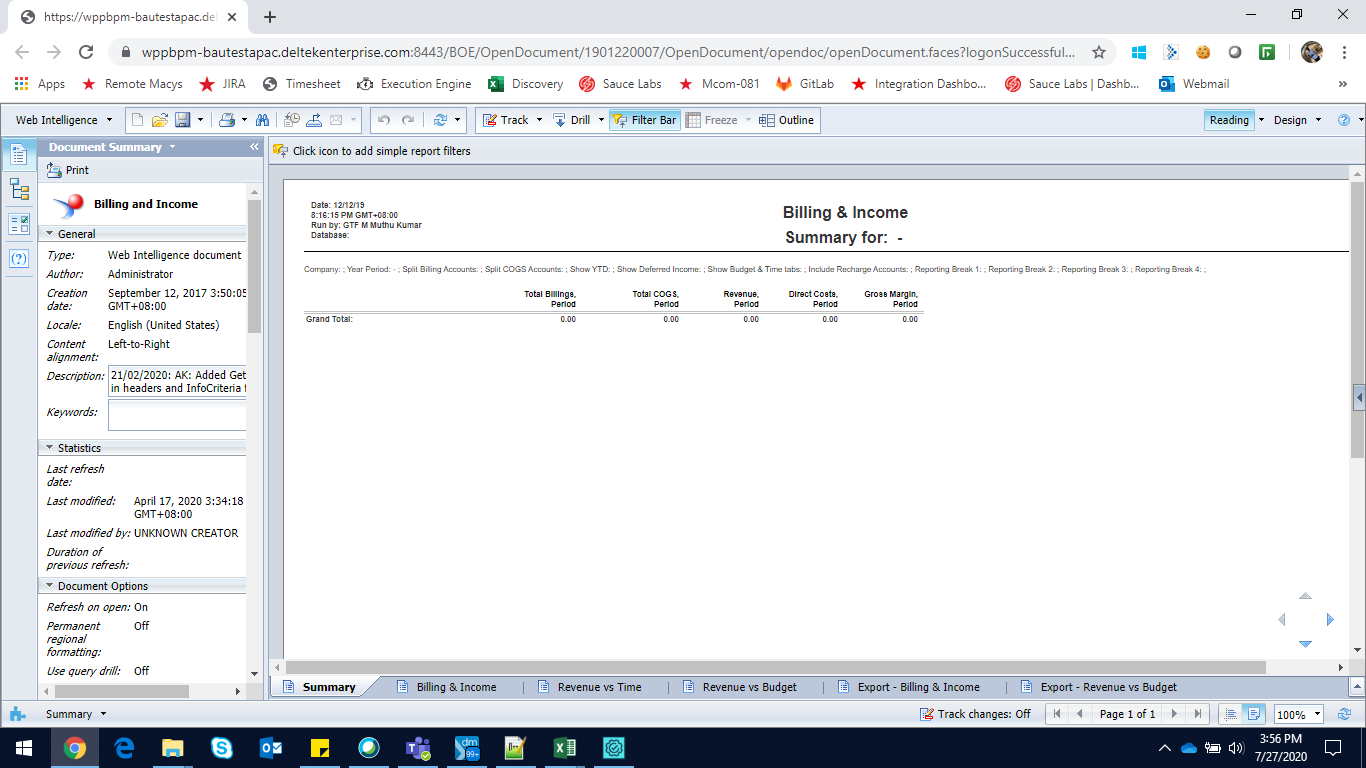 https://wppbpm-bautestapac.del
wppbpm-bautestapac.deltekenterprise.com:8443/BOE/OpenDocument/1901220007/OpenDocument/opendoc/openDocument.faces?logonSuccessful...
Apps Remote Macys JIRA Timesheet Execution Engine Discovery Sauce Labs Mcom-081 GitLab Integration Dashbo... Sauce Labs | Dashb... Webmail »
Web Intelligence Track Drill Filter Bar Freeze Outline Reading Design
Document Summary «
Click icon to add simple report filters
Print
Billing and Income
General
Type: Web Intelligence document
Author: Administrator
Creation date: September 12, 2017 3:50:05 GMT+08:00
Locale: English (United States)
Content alignment: Left-to-Right
Description: 21/02/2020: AK: Added Get
in headers and InfoCriteria
Keywords:
Statistics
Last refresh date:
Last modified: April 17, 2020 3:34:18 GMT+08:00
Last modified by: UNKNOWN CREATOR
Duration of previous refresh:
Document Options
Refresh on open: On
Permanent regional formatting: Off
Use query drill: Off
Date: 12/12/19
8:16:15 PM GMT+08:00
Run by: GTF M Muthu Kumar
Database:
Billing & Income
Summary for: -
Company: ; Year Period: - ; Split Billing Accounts: ; Split COGS Accounts: ; Show YTD: ; Show Deferred Income: ; Show Budget & Time tabs: ; Include Recharge Accounts: ; Reporting Break 1: ; Reporting Break 2: ; Reporting Break 3: ; Reporting Break 4: ;
Total Billings, Total COGS, Revenue, Direct Costs, Gross Margin,
Period Period Period Period Period
Grand Total: 0.00 0.00 0.00 0.00 0.00
Summary Billing & Income Revenue vs Time Revenue vs Budget Export - Billing & Income Export - Revenue vs Budget
Summary Track changes: Off Page 1 of 1 100%
99+
3:56 PM
7/27/2020